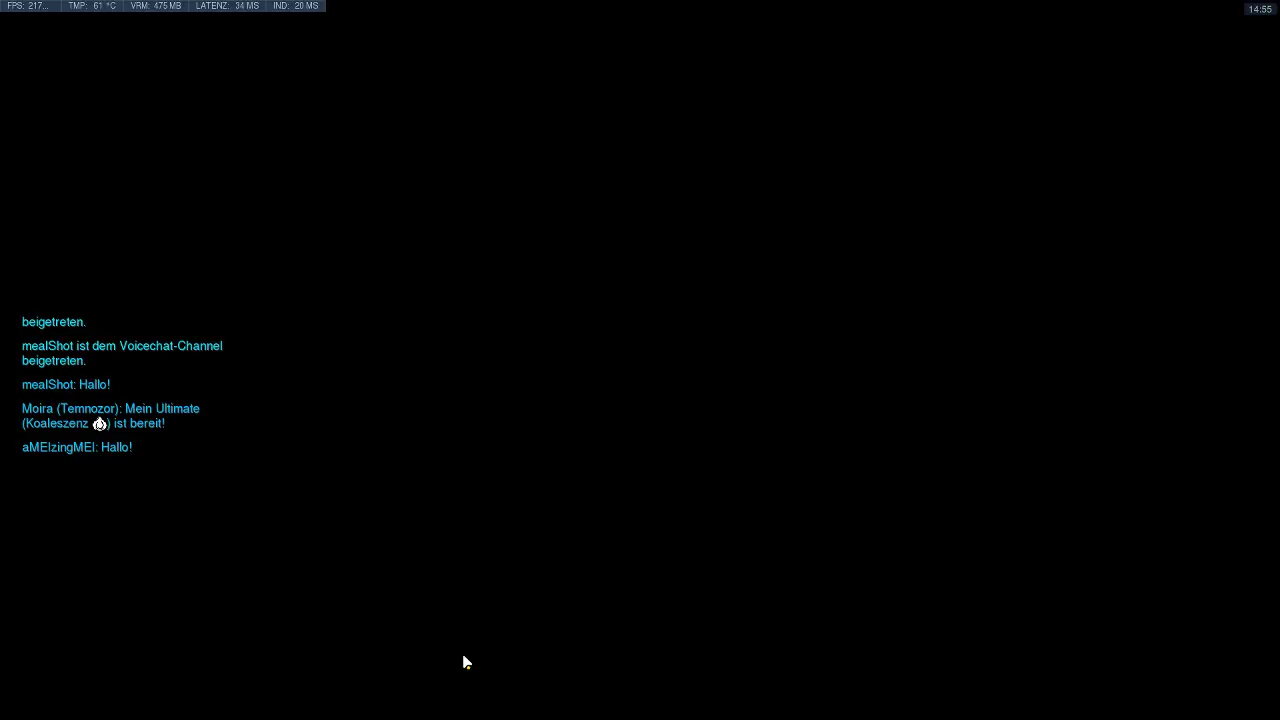 FPS: 217... TMP: 61 °C VRM: 475 MB LATENZ: 34 MS IND: 20 MS
14:55
beigetreten.
mealShot ist dem Voicechat-Channel
beigetreten.
mealShot: Hallo!
Moira (Temnozor): Mein Ultimate
(Koaleszenz ) ist bereit!
aMEIzingMEI: Hallo!